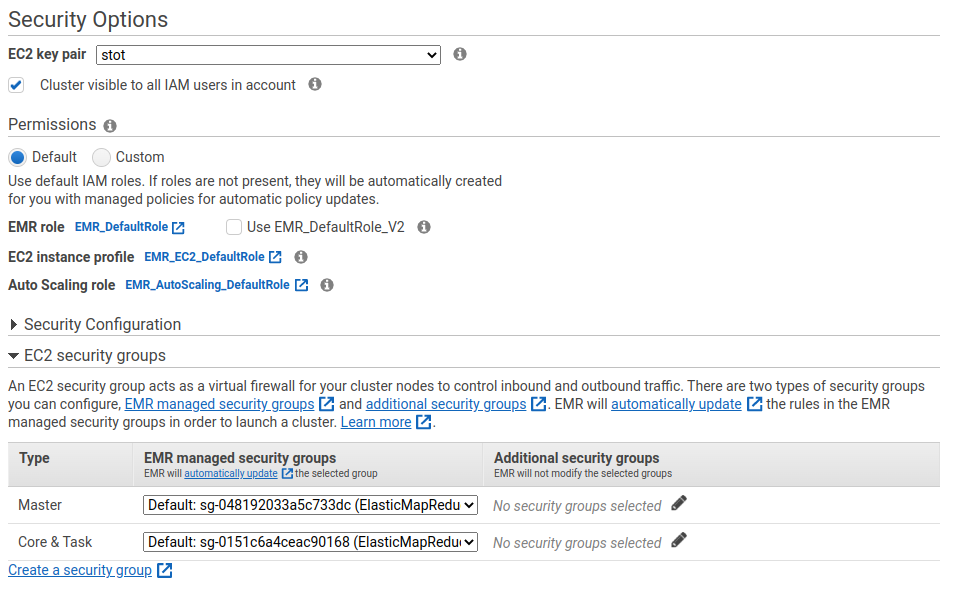 Security Options
EC2 key pair stot
Cluster visible to all IAM users in account
Permissions
Default Custom
Use default IAM roles. If roles are not present, they will be automatically created
for you with managed policies for automatic policy updates.
EMR role EMR_DefaultRole Use EMR_DefaultRole_V2
EC2 instance profile EMR_EC2_DefaultRole
Auto Scaling role EMR_AutoScaling_DefaultRole
Security Configuration
EC2 security groups
An EC2 security group acts as a virtual firewall for your cluster nodes to control inbound and outbound traffic. There are two types of security groups
you can configure, EMR managed security groups and additional security groups. EMR will automatically update the rules in the EMR
managed security groups in order to launch a cluster. Learn more.
Type EMR managed security groups Additional security groups
EMR will automatically update the selected group EMR will not modify the selected groups
Master Default: sg-048192033a5c733dc (ElasticMapRedu No security groups selected
Core & Task Default: sg-0151c6a4ceac90168 (ElasticMapReduc No security groups selected
Create a security group